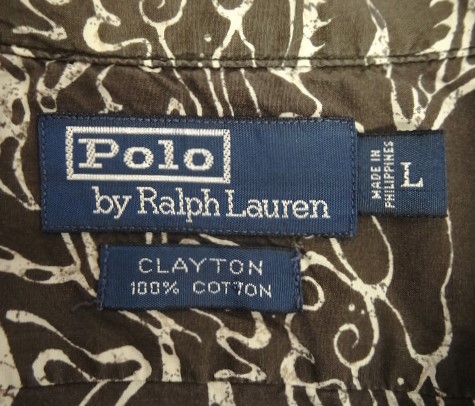 Polo
by Ralph Lauren
MADE IN
PHILIPPINES
L
CLAYTON
100% COTTON